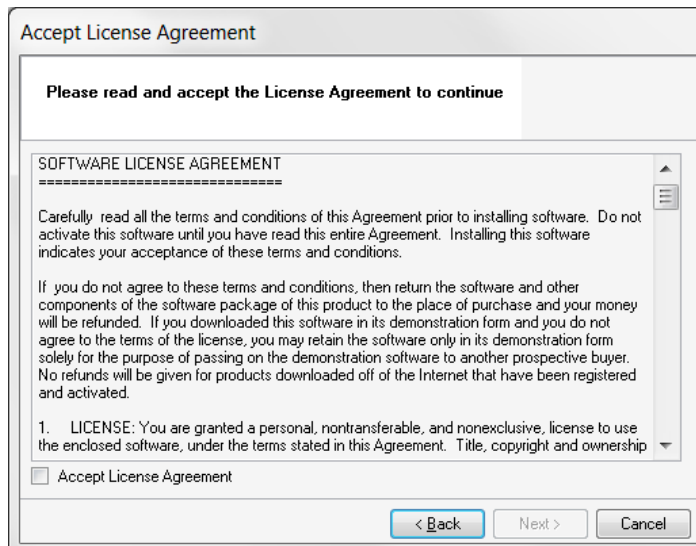 Accept License Agreement
Please read and accept the License Agreement to continue
SOFTWARE LICENSE AGREEMENT
==============================
Carefully  read all the terms and conditions of this Agreement prior to installing software.  Do not
activate this software until you have read this entire Agreement.  Installing this software
indicates your acceptance of these terms and conditions.
If  you do not agree to these terms and conditions, then return the software and other
components of the software package of this product to the place of purchase and your money
will be refunded.  If you downloaded this software in its demonstration form and you do not
agree to the terms of the license, you may retain the software only in its demonstration form
solely for the purpose of passing on the demonstration software to another prospective buyer.
No refunds will be given for products downloaded off of the Internet that have been registered
and activated.
1.    LICENSE: You are granted a personal, nontransferable, and nonexclusive, license to use
the enclosed software, under the terms stated in this Agreement.  Title, copyright and ownership
Accept License Agreement
< Back
Next >
Cancel